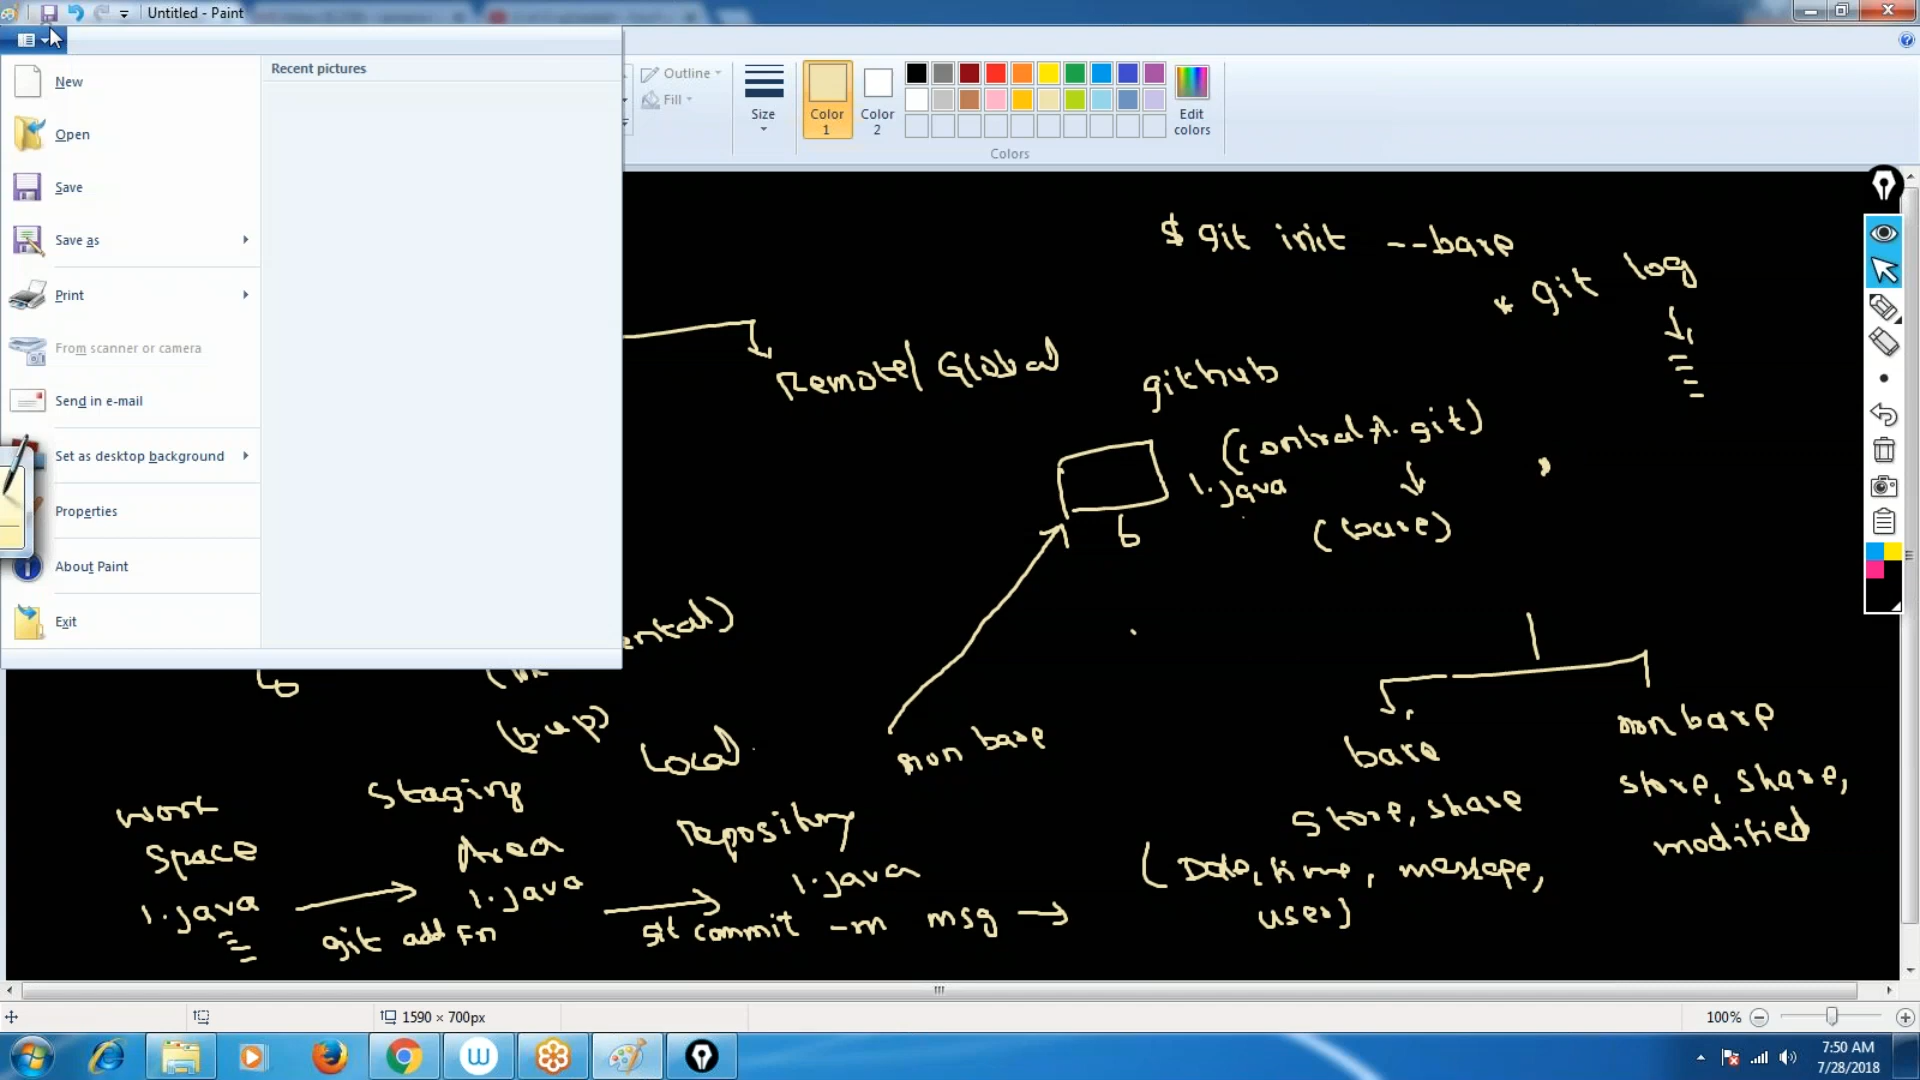 Untitled - Paint
Recent pictures
New
Open
Save
Save as
Print
From scanner or camera
Send in e-mail
Set as desktop background
Properties
About Paint
Exit
Outline
Fill
Size
Color 1
Color 2
Edit colors
Colors
$ git init --bare
* git log
Remote/ Global
github
(central A. git)
1.java
(bare)
b
ental)
(b.up)
Local
non bare
bare
non bare
store, share
store, share,
modified
(Date, time, message,
user)
work
space
1.java
git add Fn
Staging
Area
1.java
repository
1.java
git commit -m msg
1590 × 700px
100%
7:50 AM
7/28/2018